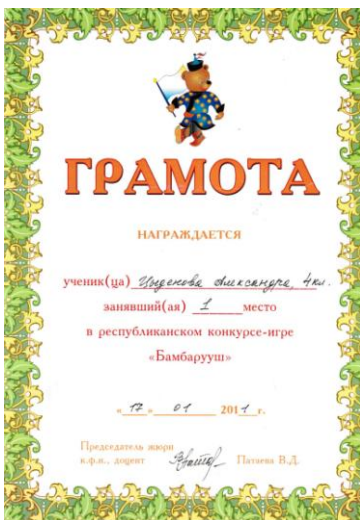 ГРАМОТА
НАГРАЖДАЕТСЯ
ученик(ца) Цыденова Александра, 4кл.
занявший(ая) 1 место
в республиканском конкурсе-игре
«Бамбарууш»
«17» 01 2011 г.
Председатель жюри
к.ф.н., доцент Патаева В.Д.